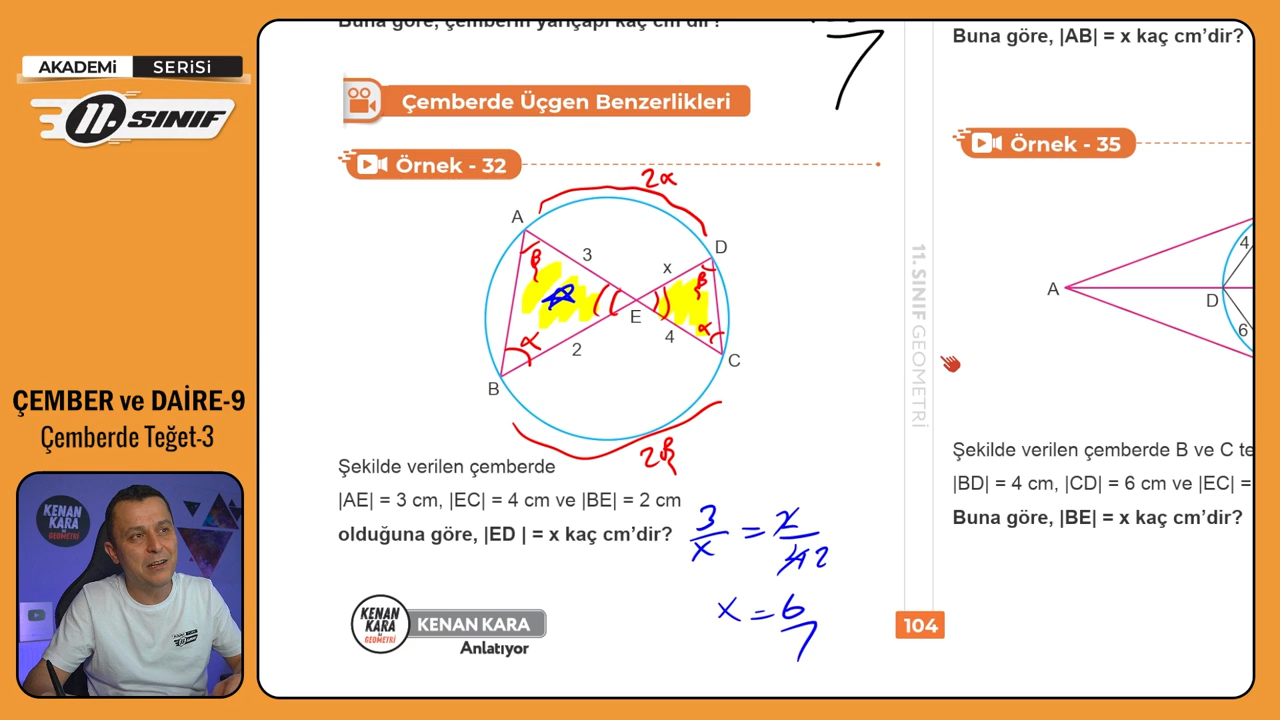 Buna göre, çemberin yarıçapı kaç cm'dir?
7
AKADEMİ SERİSİ
11. SINIF
Çemberde Üçgen Benzerlikleri
Örnek - 32
2α
A
β
3
x
D
β
E
α
2
4
α
B
C
2β
Şekilde verilen çemberde
|AE| = 3 cm, |EC| = 4 cm ve |BE| = 2 cm
olduğuna göre, |ED | = x kaç cm'dir?
3/x = 2/4 2
x = 6
KENAN KARA GEOMETRİ
KENAN KARA
Anlatıyor
11. SINIF GEOMETRİ
104
Buna göre, |AB| = x kaç cm'dir?
Örnek - 35
4
A
D
6
Şekilde verilen çemberde B ve C te
|BD| = 4 cm, |CD| = 6 cm ve |EC| =
Buna göre, |BE| = x kaç cm'dir?
ÇEMBER ve DAİRE-9
Çemberde Teğet-3
KENAN KARA GEOMETRİ